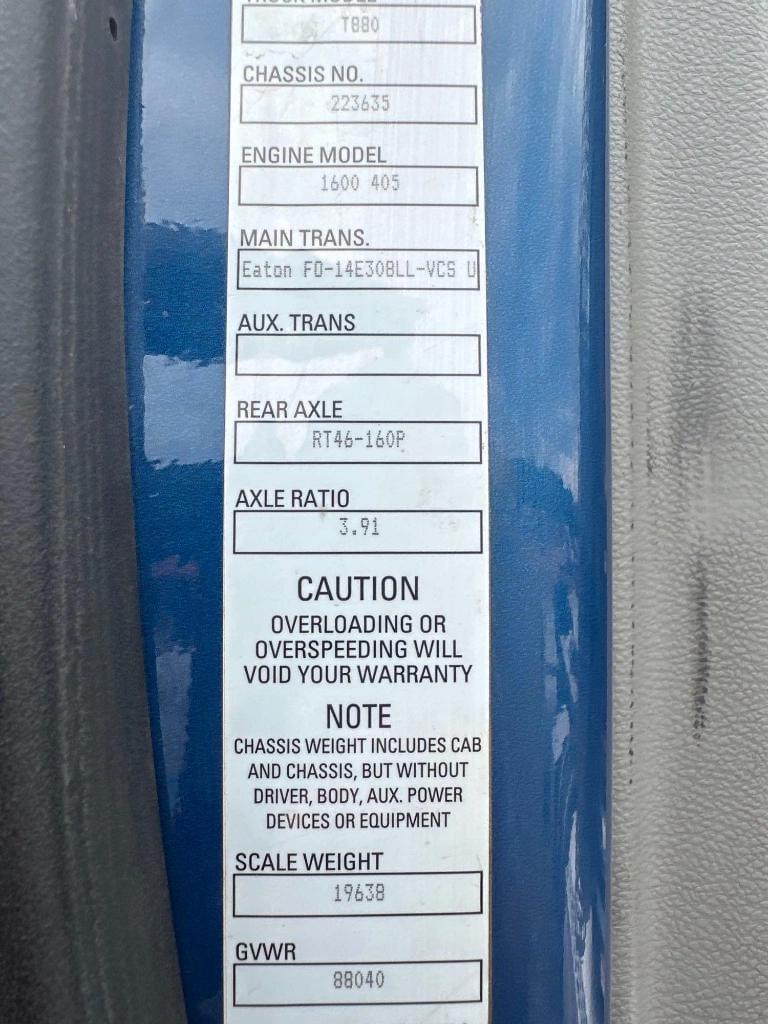 TRUCK MODEL
T880
CHASSIS NO.
223635
ENGINE MODEL
1600 405
MAIN TRANS.
Eaton FO-14E308LL-VCS U
AUX. TRANS
REAR AXLE
RT46-160P
AXLE RATIO
3.91
CAUTION
OVERLOADING OR
OVERSPEEDING WILL
VOID YOUR WARRANTY
NOTE
CHASSIS WEIGHT INCLUDES CAB
AND CHASSIS, BUT WITHOUT
DRIVER, BODY, AUX. POWER
DEVICES OR EQUIPMENT
SCALE WEIGHT
19638
GVWR
88040